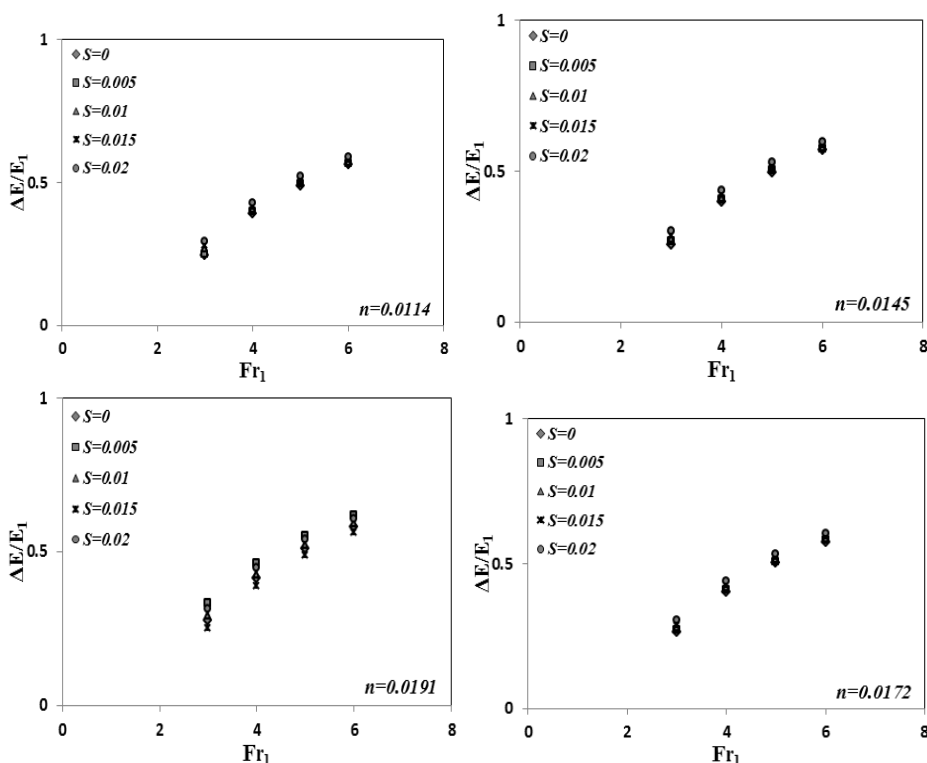 1
S=0
S=0.005
S=0.01
S=0.015
S=0.02
ΔE/E1
0.5
n=0.0114
0
0 2 4 6 8
Fr1
1
S=0
S=0.005
S=0.01
S=0.015
S=0.02
ΔE/E1
0.5
n=0.0145
0
0 2 4 6 8
Fr1
1
S=0
S=0.005
S=0.01
S=0.015
S=0.02
ΔE/E1
0.5
n=0.0191
0
0 2 4 6 8
Fr1
1
S=0
S=0.005
S=0.01
S=0.015
S=0.02
ΔE/E1
0.5
n=0.0172
0
0 2 4 6 8
Fr1